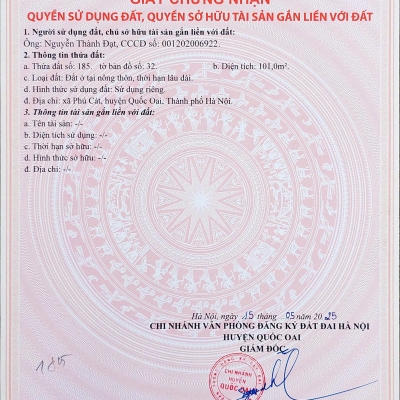 GIẤY CHỨNG NHẬN
QUYỀN SỬ DỤNG ĐẤT, QUYỀN SỞ HỮU TÀI SẢN GẮN LIỀN VỚI ĐẤT
1. Người sử dụng đất, chủ sở hữu tài sản gắn liền với đất:
Ông: Nguyễn Thành Đạt, CCCD số: 001202006922.
2. Thông tin thửa đất:
a. Thửa đất số: 185. tờ bản đồ số: 32. b. Diện tích: 101,0m².
c. Loại đất: Đất ở tại nông thôn, thời hạn lâu dài.
d. Hình thức sử dụng đất: Sử dụng riêng.
đ. Địa chỉ: xã Phú Cát, huyện Quốc Oai, Thành phố Hà Nội.
3. Thông tin tài sản gắn liền với đất:
a. Tên tài sản: -/-
b. Diện tích sử dụng: -/-
c. Thời hạn sở hữu: -/-
d. Hình thức sở hữu: -/-
đ. Địa chỉ: -/-
Hà Nội, ngày 15 tháng 05 năm 2025
CHI NHÁNH VĂN PHÒNG ĐĂNG KÝ ĐẤT ĐAI HÀ NỘI
HUYỆN QUỐC OAI
GIÁM ĐỐC
185
CHI NHÁNH
HUYỆN
QUỐC OAI